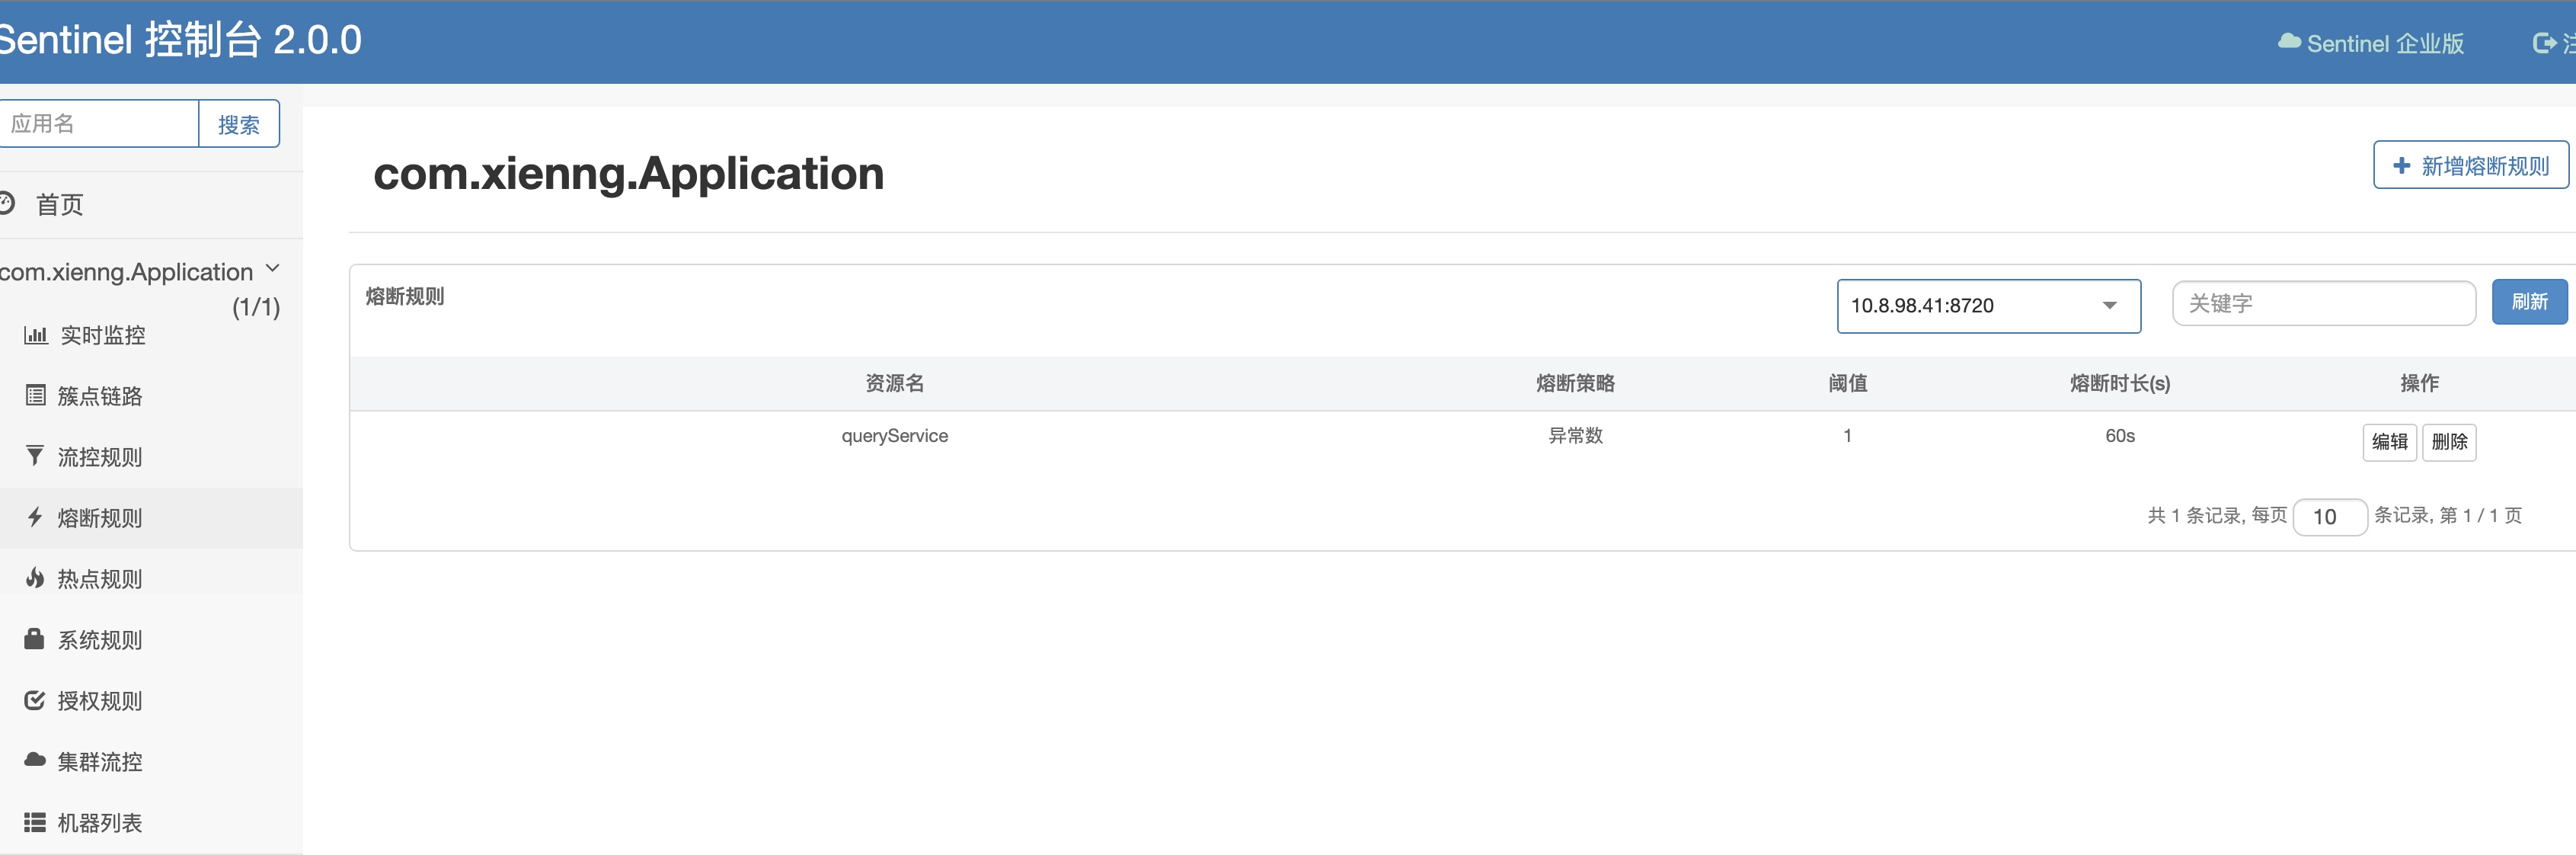 Sentinel 控制台 2.0.0
Sentinel 企业版
应用名
搜索
首页
com.xienng.Application
(1/1)
实时监控
簇点链路
流控规则
熔断规则
热点规则
系统规则
授权规则
集群流控
机器列表
com.xienng.Application
新增熔断规则
熔断规则
10.8.98.41:8720
关键字
刷新
资源名 熔断策略 阈值 熔断时长(s) 操作
queryService 异常数 1 60s 编辑 删除
共 1 条记录, 每页 10 条记录, 第 1 / 1 页